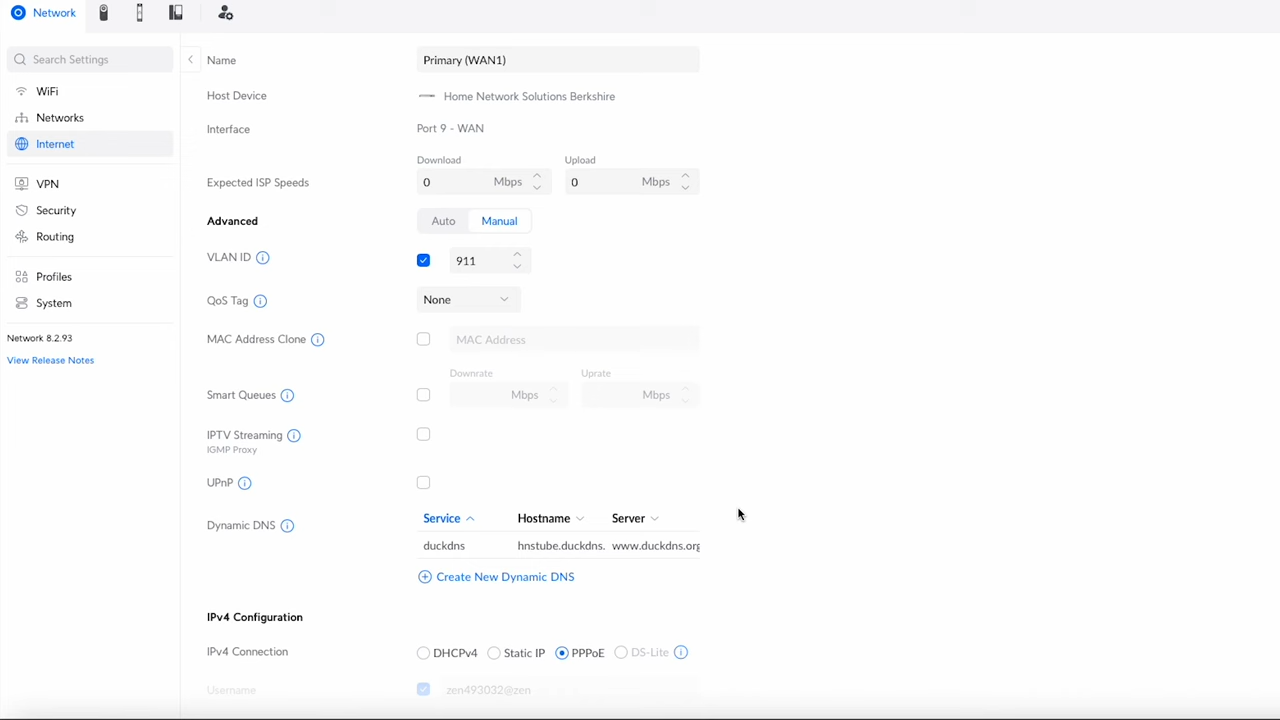 Network
Search Settings
WiFi
Networks
Internet
VPN
Security
Routing
Profiles
System
Network 8.2.93
View Release Notes
Name Primary (WAN1)
Host Device Home Network Solutions Berkshire
Interface Port 9 - WAN
Download Upload
Expected ISP Speeds 0 Mbps 0 Mbps
Advanced Auto Manual
VLAN ID 911
QoS Tag None
MAC Address Clone MAC Address
Downrate Uprate
Smart Queues Mbps Mbps
IPTV Streaming
IGMP Proxy
UPnP
Dynamic DNS Service Hostname Server
duckdns hnstube.duckdns. www.duckdns.org
Create New Dynamic DNS
IPv4 Configuration
IPv4 Connection DHCPv4 Static IP PPPoE DS-Lite
Username zen493032@zen